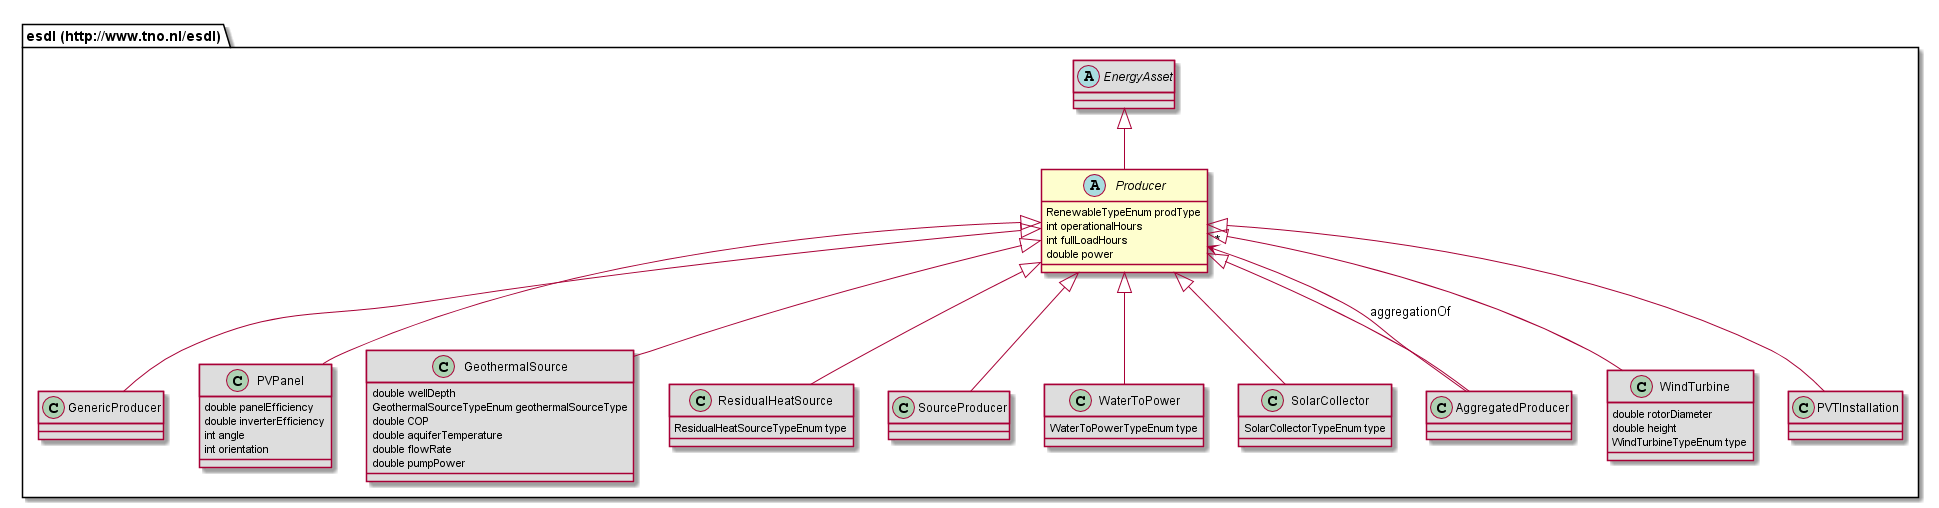 esdl (http://www.tno.nl/esdl)
A EnergyAsset
A Producer
RenewableTypeEnum prodType
int operationalHours
int fullLoadHours
double power
*
aggregationOf
C GenericProducer
C PVPanel
double panelEfficiency
double inverterEfficiency
int angle
int orientation
C GeothermalSource
double wellDepth
GeothermalSourceTypeEnum geothermalSourceType
double COP
double aquiferTemperature
double flowRate
double pumpPower
C ResidualHeatSource
ResidualHeatSourceTypeEnum type
C SourceProducer
C WaterToPower
WaterToPowerTypeEnum type
C SolarCollector
SolarCollectorTypeEnum type
C AggregatedProducer
C WindTurbine
double rotorDiameter
double height
WindTurbineTypeEnum type
C PVTInstallation